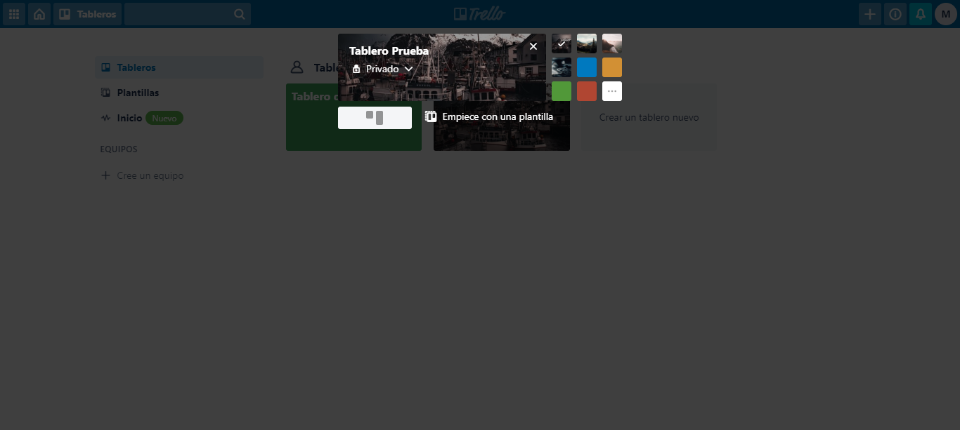 Tableros
Trello
M
Tablero Prueba
Privado
Tableros
Plantillas
Inicio Nuevo
EQUIPOS
Cree un equipo
Tablero
Empiece con una plantilla
Crear un tablero nuevo